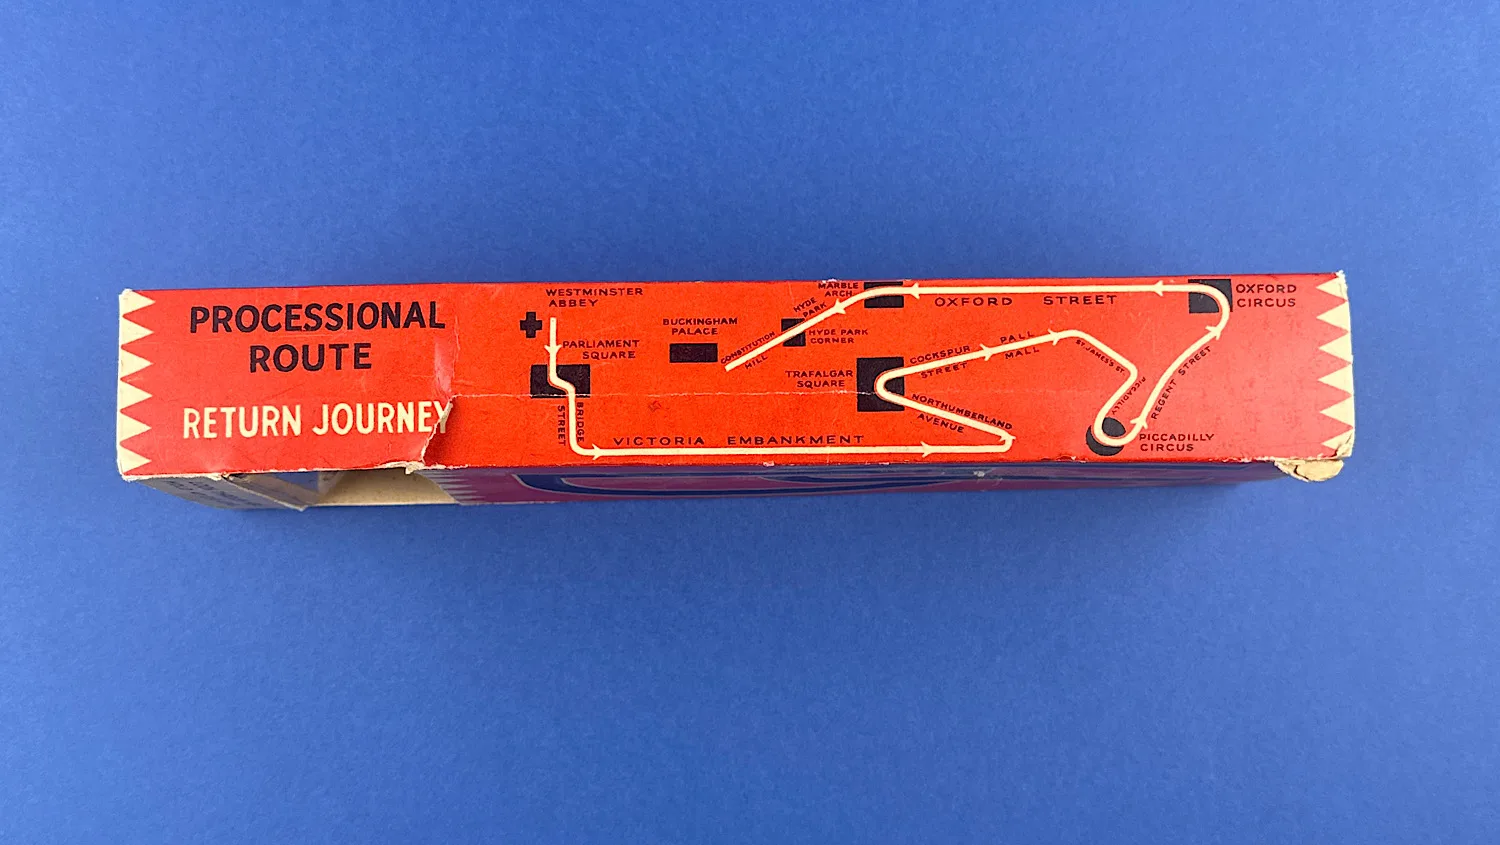 PROCESSIONAL
ROUTE
RETURN JOURNEY
WESTMINSTER
ABBEY
PARLIAMENT
SQUARE
BRIDGE
STREET
VICTORIA EMBANKMENT
NORTHUMBERLAND
AVENUE
TRAFALGAR
SQUARE
COCKSPUR
STREET
PALL
MALL
ST JAMES'S ST.
PICCADILLY
PICCADILLY
CIRCUS
REGENT STREET
OXFORD
CIRCUS
OXFORD STREET
MARBLE
ARCH
HYDE
PARK
HYDE PARK
CORNER
CONSTITUTION
HILL
BUCKINGHAM
PALACE